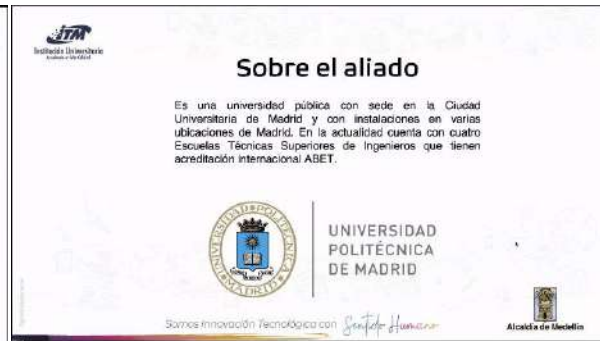 ITM
Institución Universitaria
Sobre el aliado
Es una universidad pública con sede en la Ciudad
Universitaria de Madrid y con instalaciones en varias
ubicaciones de Madrid. En la actualidad cuenta con cuatro
Escuelas Técnicas Superiores de Ingenieros que tienen
acreditación internacional ABET.
UNIVERSIDAD
POLITÉCNICA
DE MADRID
Somos Innovación Tecnológica con Sentido Humano
Alcaldía de Medellín